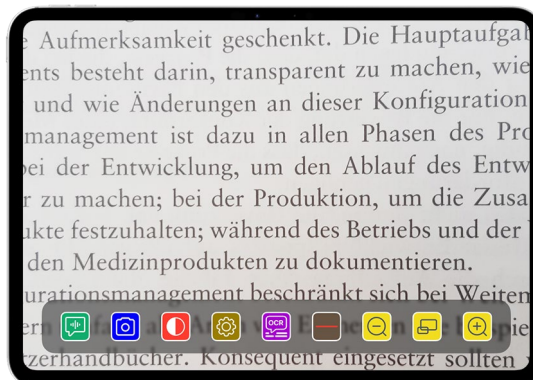 Aufmerksamkeit geschenkt. Die Hauptaufga
ents besteht darin, transparent zu machen, wie
und wie Änderungen an dieser Konfiguration
management ist dazu in allen Phasen des Pro
bei der Entwicklung, um den Ablauf des Entw
r zu machen; bei der Produktion, um die Zusa
ukte festzuhalten; während des Betriebs und der
den Medizinprodukten zu dokumentieren.
urationsmanagement beschränkt sich bei Weiten
OCR
rzerhandbücher. Konsequent eingesetzt sollten